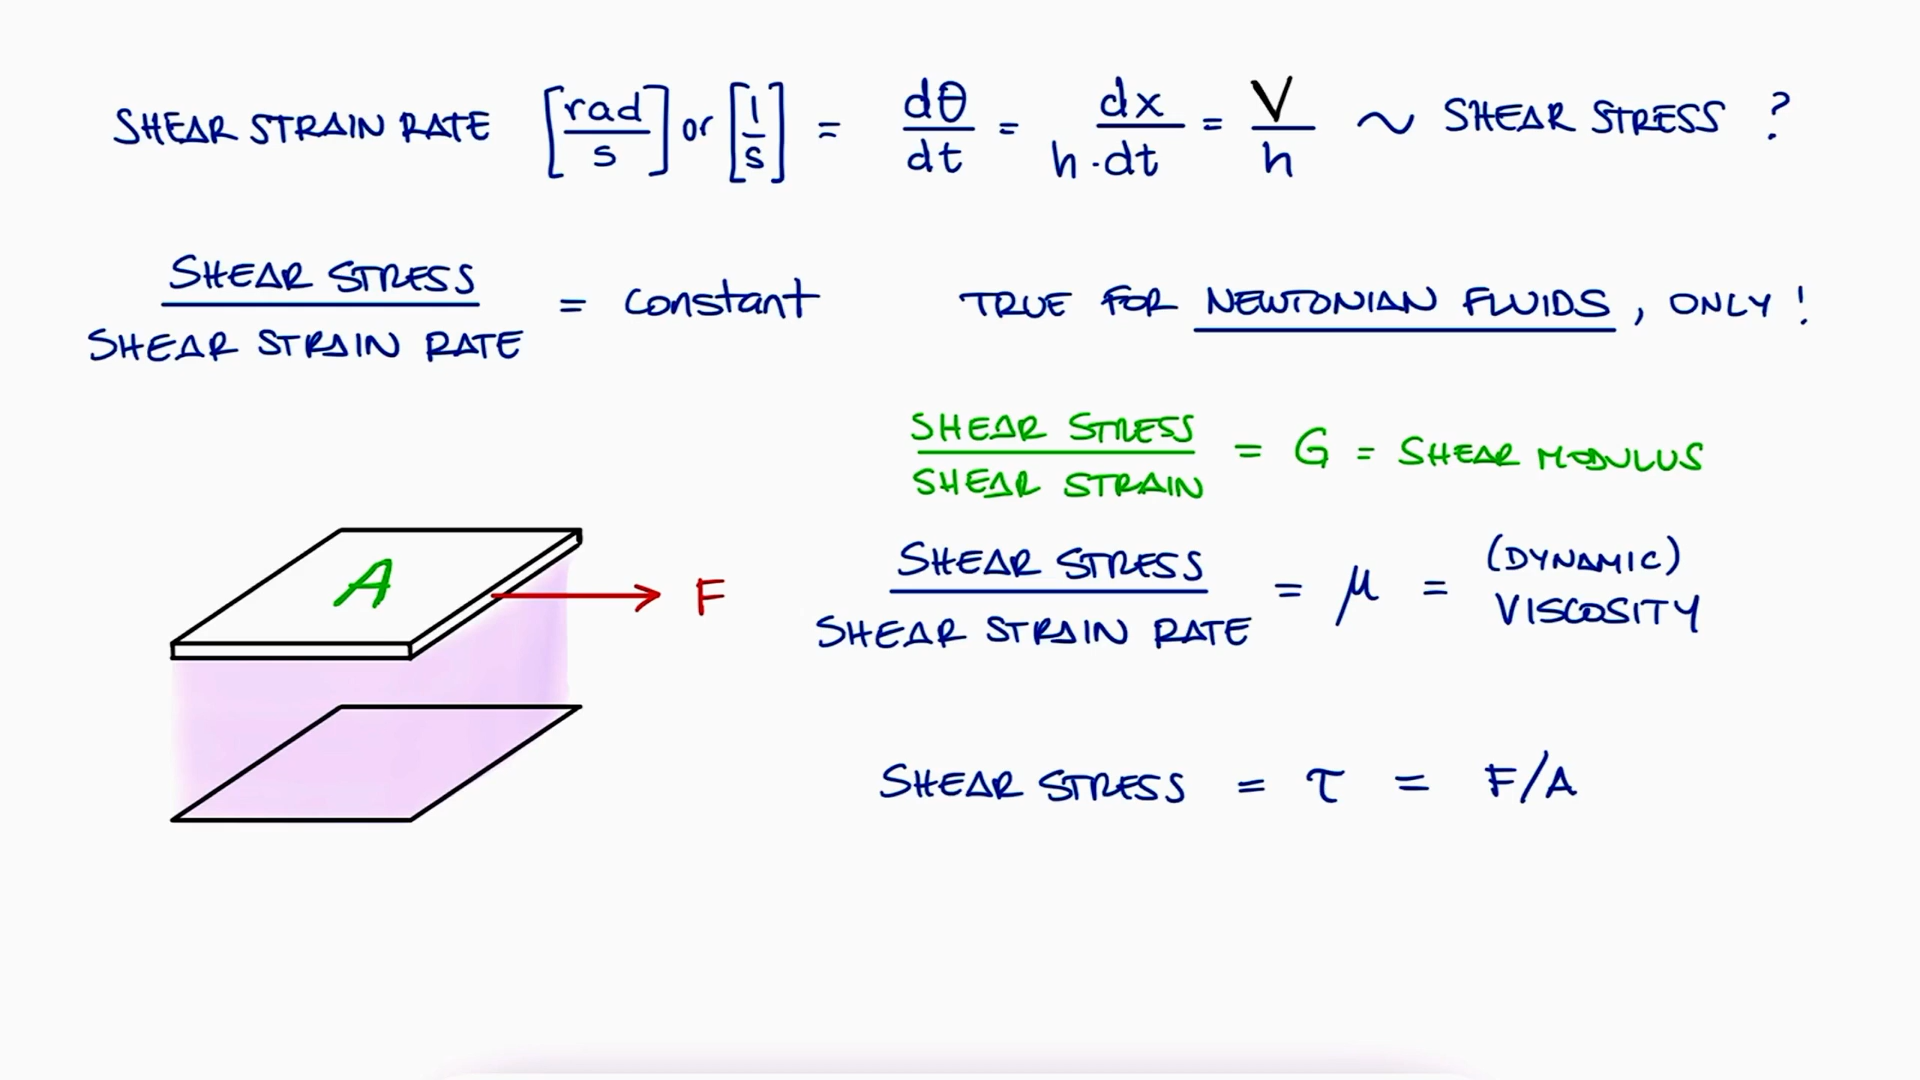 SHEAR STRAIN RATE [rad/s] or [1/s] = dθ/dt = dx/h·dt = V/h ~ SHEAR STRESS ?
SHEAR STRESS / SHEAR STRAIN RATE = constant TRUE FOR NEWTONIAN FLUIDS, ONLY!
SHEAR STRESS / SHEAR STRAIN = G = SHEAR MODULUS
SHEAR STRESS / SHEAR STRAIN RATE = μ = (DYNAMIC) VISCOSITY
A
F
SHEAR STRESS = τ = F/A